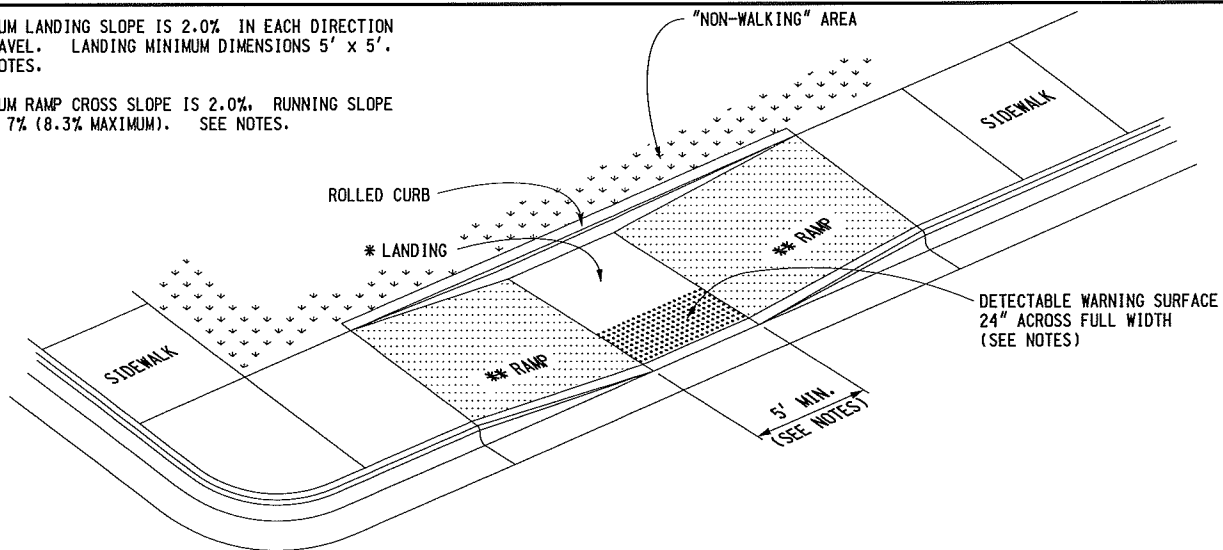 UM LANDING SLOPE IS 2.0% IN EACH DIRECTION
AVEL. LANDING MINIMUM DIMENSIONS 5' x 5'.
OTES.
UM RAMP CROSS SLOPE IS 2.0%. RUNNING SLOPE
7% (8.3% MAXIMUM). SEE NOTES.
"NON-WALKING" AREA
SIDEWALK
ROLLED CURB
* LANDING
** RAMP
DETECTABLE WARNING SURFACE
24" ACROSS FULL WIDTH
(SEE NOTES)
SIDEWALK
** RAMP
5' MIN.
(SEE NOTES)